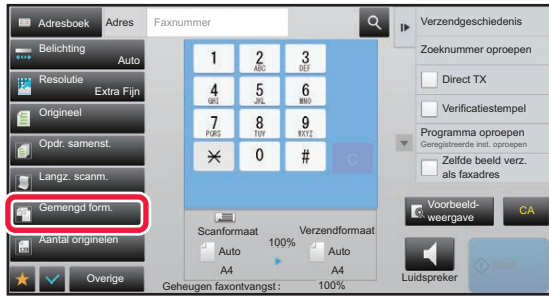 Adresboek
Adres
Faxnummer
Belichting
Auto
Resolutie
Extra Fijn
Origineel
Opdr. samenst.
Langz. scanm.
Gemengd form.
Aantal originelen
Overige
1
2
ABC
3
DEF
4
GHI
5
JKL
6
MNO
7
PQRS
8
TUV
9
WXYZ
0
#
C
Scanformaat
Verzendformaat
100%
Auto
Auto
A4
A4
Geheugen faxontvangst : 100%
Verzendgeschiedenis
Zoeknummer oproepen
Direct TX
Verificatiestempel
Programma oproepen
Geregistreerde inst. oproepen
Zelfde beeld verz.
als faxadres
Voorbeeld-
weergave
CA
Luidspreker
Start